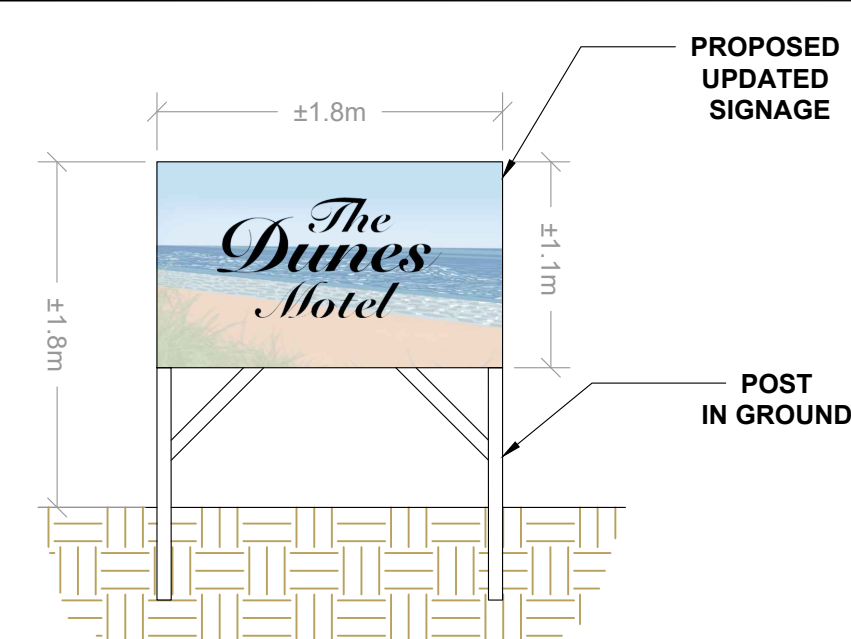 PROPOSED
UPDATED
SIGNAGE
±1.8m
The
Dunes
Motel
±1.1m
±1.8m
POST
IN GROUND